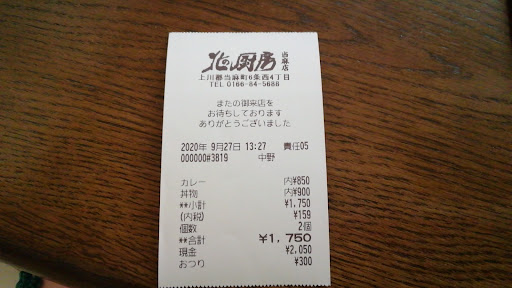 北の厨房 当麻店
上川郡当麻町6条西4丁目
TEL 0166-84-5686
またの御来店を
お待ちしております
ありがとうございました
2020年 9月27日 13:27 責任05
000000#3819 中野
カレー 内¥850
丼物 内¥900
**小計 ¥1,750
(内税) ¥159
個数 2個
**合計 ¥1,750
現金 ¥2,050
おつり ¥300